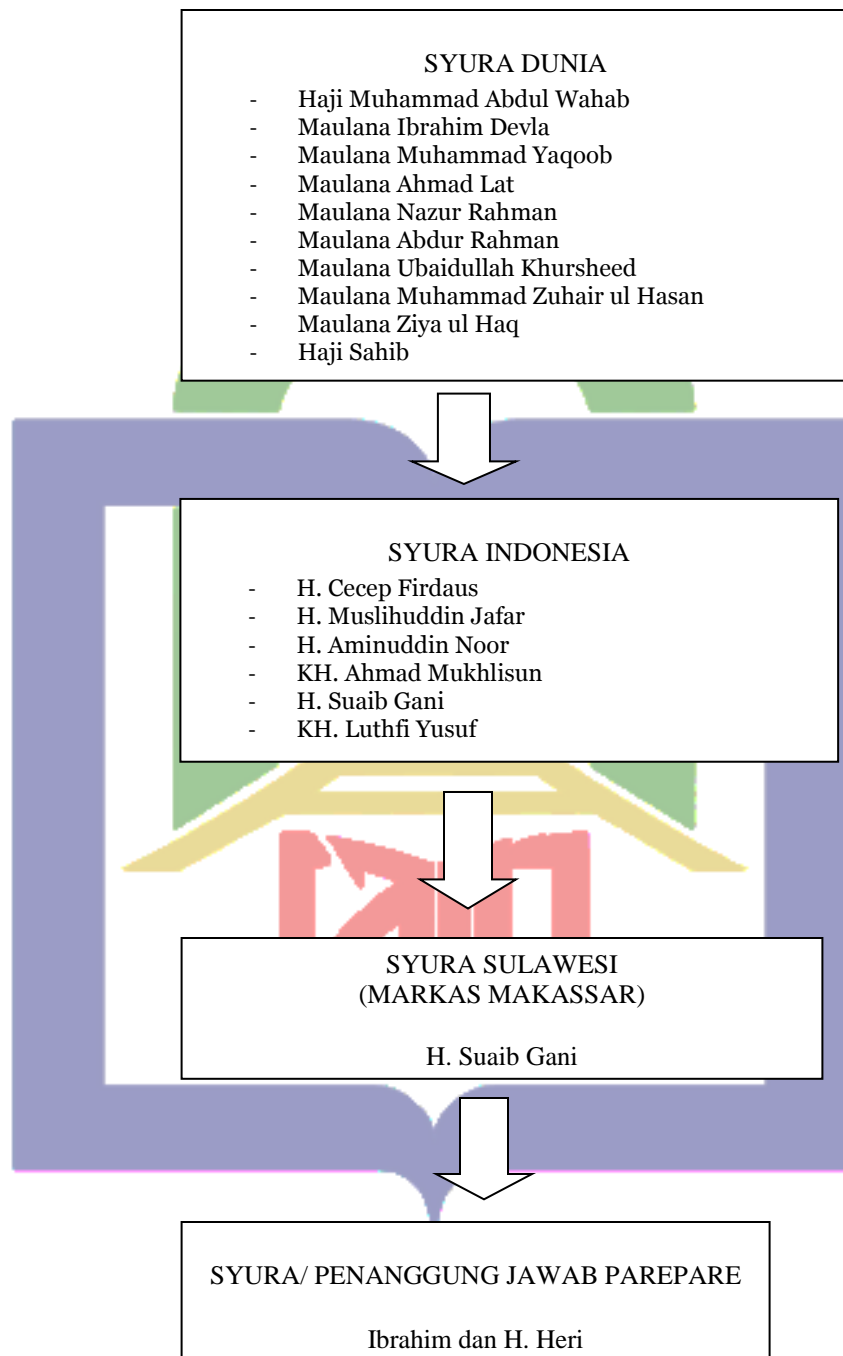 SYURA DUNIA
- Haji Muhammad Abdul Wahab
- Maulana Ibrahim Devla
- Maulana Muhammad Yaqoob
- Maulana Ahmad Lat
- Maulana Nazur Rahman
- Maulana Abdur Rahman
- Maulana Ubaidullah Khursheed
- Maulana Muhammad Zuhair ul Hasan
- Maulana Ziya ul Haq
- Haji Sahib
SYURA INDONESIA
- H. Cecep Firdaus
- H. Muslihuddin Jafar
- H. Aminuddin Noor
- KH. Ahmad Mukhlisun
- H. Suaib Gani
- KH. Luthfi Yusuf
SYURA SULAWESI
(MARKAS MAKASSAR)
H. Suaib Gani
SYURA/ PENANGGUNG JAWAB PAREPARE
Ibrahim dan H. Heri